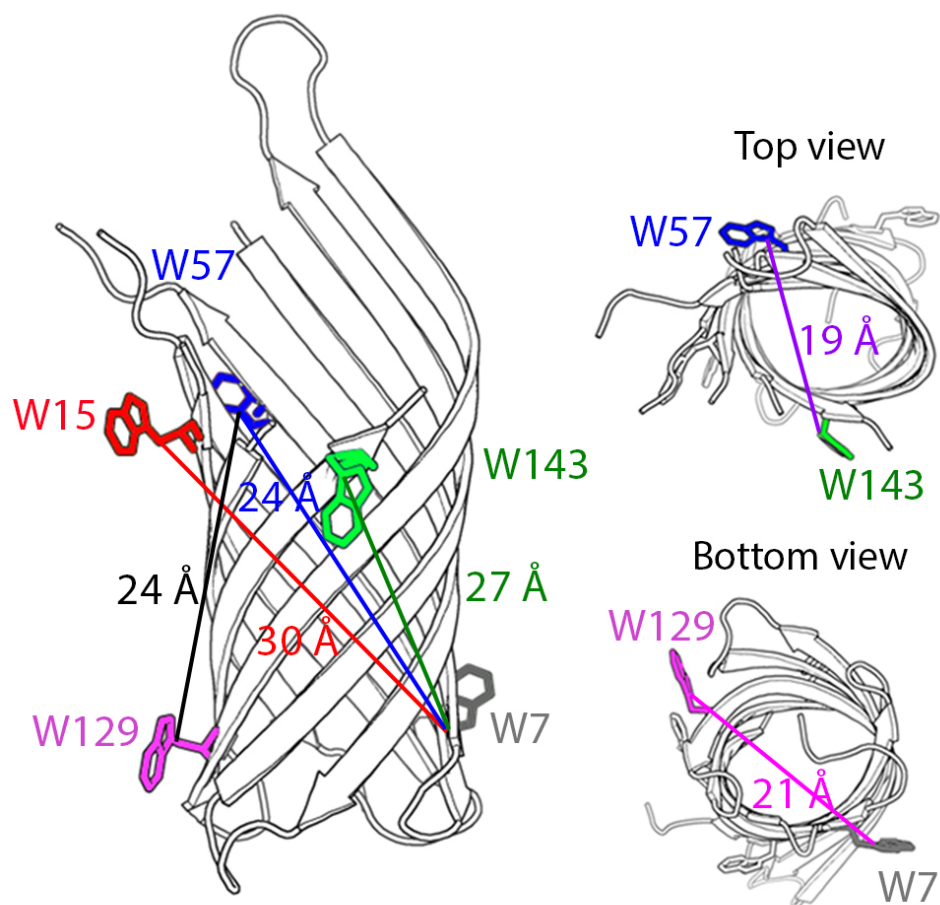 Top view
W57
W57
W15
19 Å
W143
24 Å
W143
Bottom view
24 Å
27 Å
W129
30 Å
W129
W7
21 Å
W7